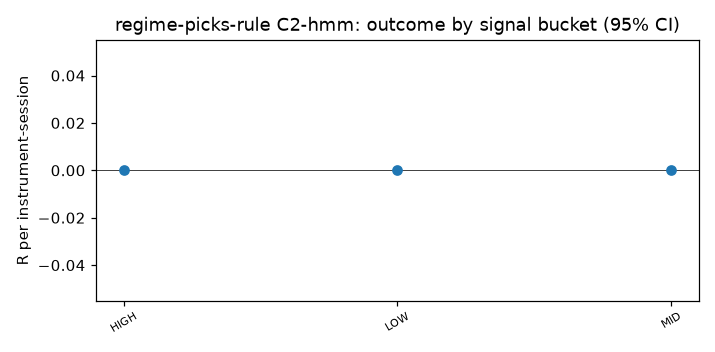 regime-picks-rule C2-hmm: outcome by signal bucket (95% CI)
R per instrument-session
0.04
0.02
0.00
−0.02
−0.04
HIGH
LOW
MID